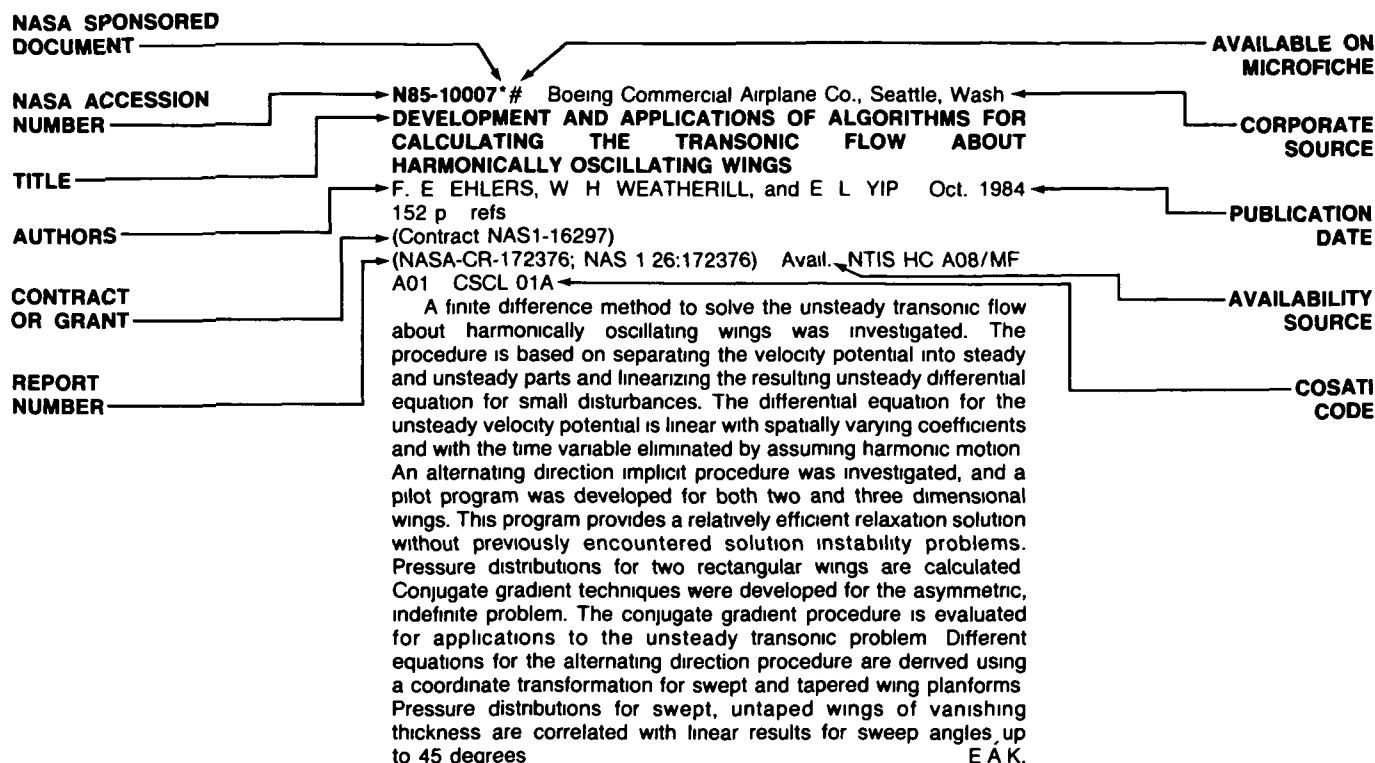 NASA SPONSORED
DOCUMENT
AVAILABLE ON
MICROFICHE
NASA ACCESSION
NUMBER
N85-10007*# Boeing Commercial Airplane Co., Seattle, Wash
CORPORATE
SOURCE
TITLE
DEVELOPMENT AND APPLICATIONS OF ALGORITHMS FOR
CALCULATING THE TRANSONIC FLOW ABOUT
HARMONICALLY OSCILLATING WINGS
AUTHORS
F. E EHLERS, W H WEATHERILL, and E L YIP Oct. 1984
PUBLICATION
DATE
152 p refs
CONTRACT
OR GRANT
(Contract NAS1-16297)
REPORT
NUMBER
(NASA-CR-172376; NAS 1 26:172376) Avail. NTIS HC A08/MF
AVAILABILITY
SOURCE
A01 CSCL 01A
COSATI
CODE
A finite difference method to solve the unsteady transonic flow
about harmonically oscillating wings was investigated. The
procedure is based on separating the velocity potential into steady
and unsteady parts and linearizing the resulting unsteady differential
equation for small disturbances. The differential equation for the
unsteady velocity potential is linear with spatially varying coefficients
and with the time variable eliminated by assuming harmonic motion
An alternating direction implicit procedure was investigated, and a
pilot program was developed for both two and three dimensional
wings. This program provides a relatively efficient relaxation solution
without previously encountered solution instability problems.
Pressure distributions for two rectangular wings are calculated
Conjugate gradient techniques were developed for the asymmetric,
indefinite problem. The conjugate gradient procedure is evaluated
for applications to the unsteady transonic problem Different
equations for the alternating direction procedure are derived using
a coordinate transformation for swept and tapered wing planforms
Pressure distributions for swept, untaped wings of vanishing
thickness are correlated with linear results for sweep angles up
to 45 degrees E A K.